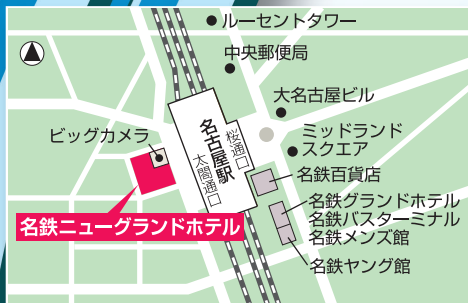 ルーセントタワー
中央郵便局
大名古屋ビル
ビッグカメラ
名古屋駅
桜通口
太閤通口
ミッドランド
スクエア
名鉄百貨店
名鉄グランドホテル
名鉄バスターミナル
名鉄メンズ館
名鉄ニューグランドホテル
名鉄ヤング館